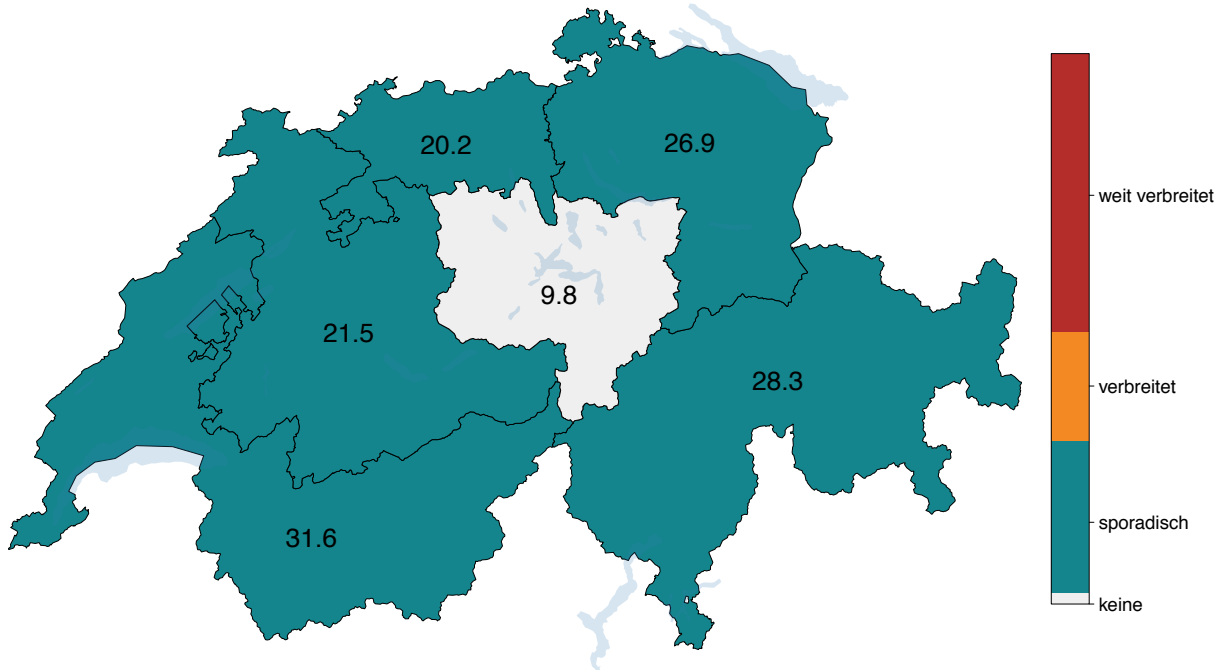 20.2
26.9
9.8
21.5
28.3
31.6
weit verbreitet
verbreitet
sporadisch
keine